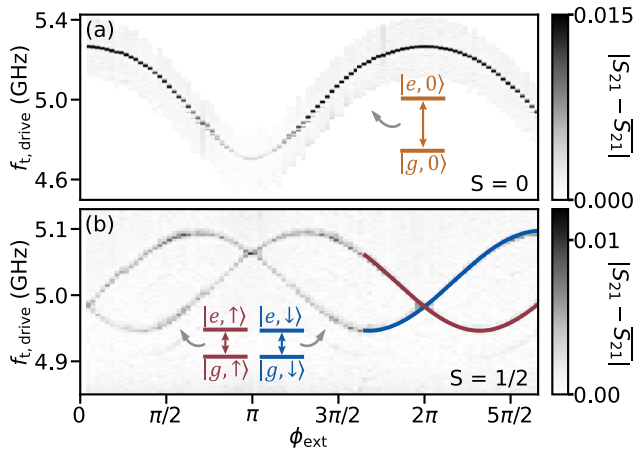 (a)
5.4
5.0
4.6
f_t,drive (GHz)
|e, 0⟩
|g, 0⟩
S = 0
0.015
0.000
|S₂₁ − S̅₂₁|
(b)
5.1
5.0
4.9
f_t,drive (GHz)
|e, ↑⟩ |e, ↓⟩
|g, ↑⟩ |g, ↓⟩
S = 1/2
0.01
0.00
|S₂₁ − S̅₂₁|
0 π/2 π 3π/2 2π 5π/2
ϕ_ext